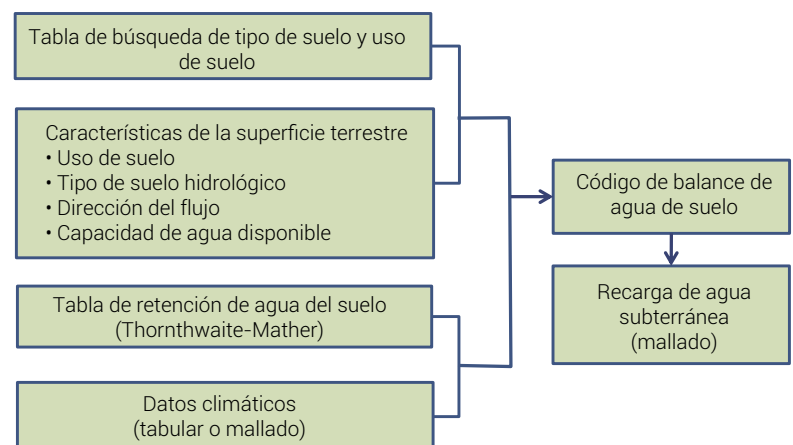 Tabla de búsqueda de tipo de suelo y uso
de suelo
Características de la superficie terrestre
• Uso de suelo
• Tipo de suelo hidrológico
• Dirección del flujo
• Capacidad de agua disponible
Tabla de retención de agua del suelo
(Thornthwaite-Mather)
Datos climáticos
(tabular o mallado)
Código de balance de
agua de suelo
Recarga de agua
subterránea
(mallado)